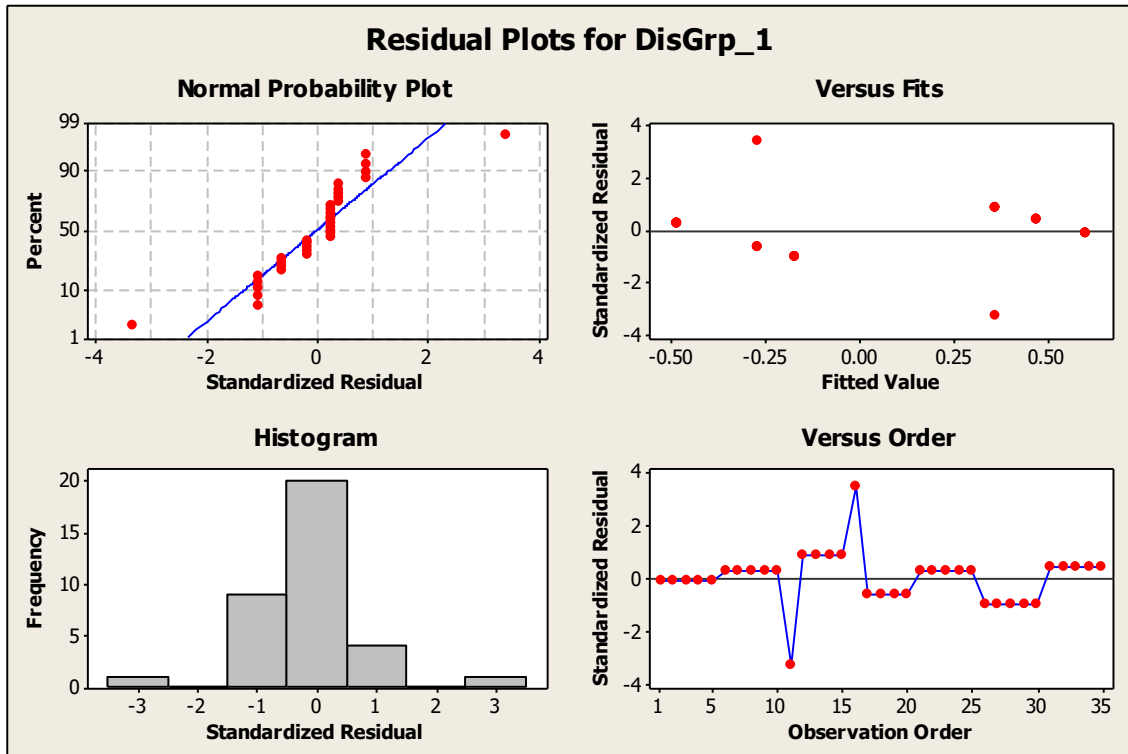 Residual Plots for DisGrp_1
Normal Probability Plot
99
90
50
10
1
Percent
-4 -2 0 2 4
Standardized Residual
Versus Fits
4
2
0
-2
-4
Standardized Residual
-0.50 -0.25 0.00 0.25 0.50
Fitted Value
Histogram
20
15
10
5
0
Frequency
-3 -2 -1 0 1 2 3
Standardized Residual
Versus Order
4
2
0
-2
-4
Standardized Residual
1 5 10 15 20 25 30 35
Observation Order